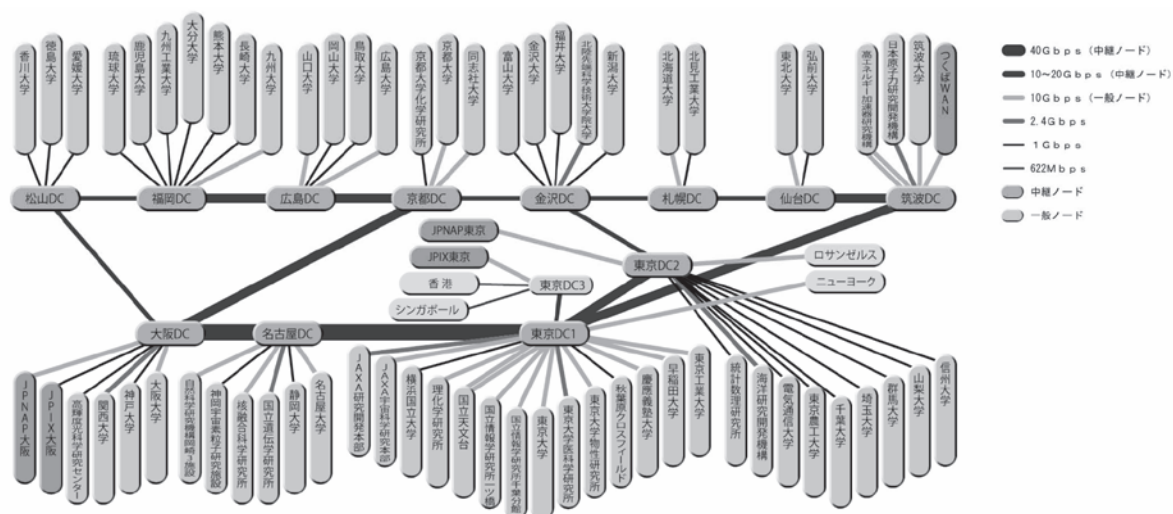 香川大学
徳島大学
愛媛大学
琉球大学
鹿児島大学
九州工業大学
大分大学
熊本大学
長崎大学
九州大学
山口大学
岡山大学
鳥取大学
広島大学
京都大学化学研究所
京都大学
同志社大学
富山大学
金沢大学
福井大学
北陸先端科学技術大学院大学
新潟大学
北海道大学
北見工業大学
東北大学
弘前大学
高エネルギー加速器研究機構
日本原子力研究開発機構
筑波大学
つくばWAN
40Gbps（中継ノード）
10～20Gbps（中継ノード）
10Gbps（一般ノード）
2.4Gbps
1Gbps
622Mbps
中継ノード
一般ノード
松山DC
福岡DC
広島DC
京都DC
金沢DC
札幌DC
仙台DC
筑波DC
JPNAP東京
JPIX東京
香港
シンガポール
東京DC3
東京DC2
ロサンゼルス
ニューヨーク
大阪DC
名古屋DC
東京DC1
JPNAP大阪
JPIX大阪
高輝度光科学研究センター
関西大学
神戸大学
大阪大学
自然科学研究機構岡崎3施設
神岡宇宙素粒子研究施設
核融合科学研究所
国立遺伝学研究所
静岡大学
名古屋大学
JAXA研究開発本部
JAXA宇宙科学研究本部
横浜国立大学
理化学研究所
国立天文台
国立情報学研究所一ツ橋
国立情報学研究所千葉分館
東京大学
東京大学医科学研究所
東京大学物性研究所
秋葉原クロスフィールド
慶應義塾大学
早稲田大学
東京工業大学
統計数理研究所
海洋研究開発機構
電気通信大学
東京農工大学
千葉大学
埼玉大学
群馬大学
山梨大学
信州大学